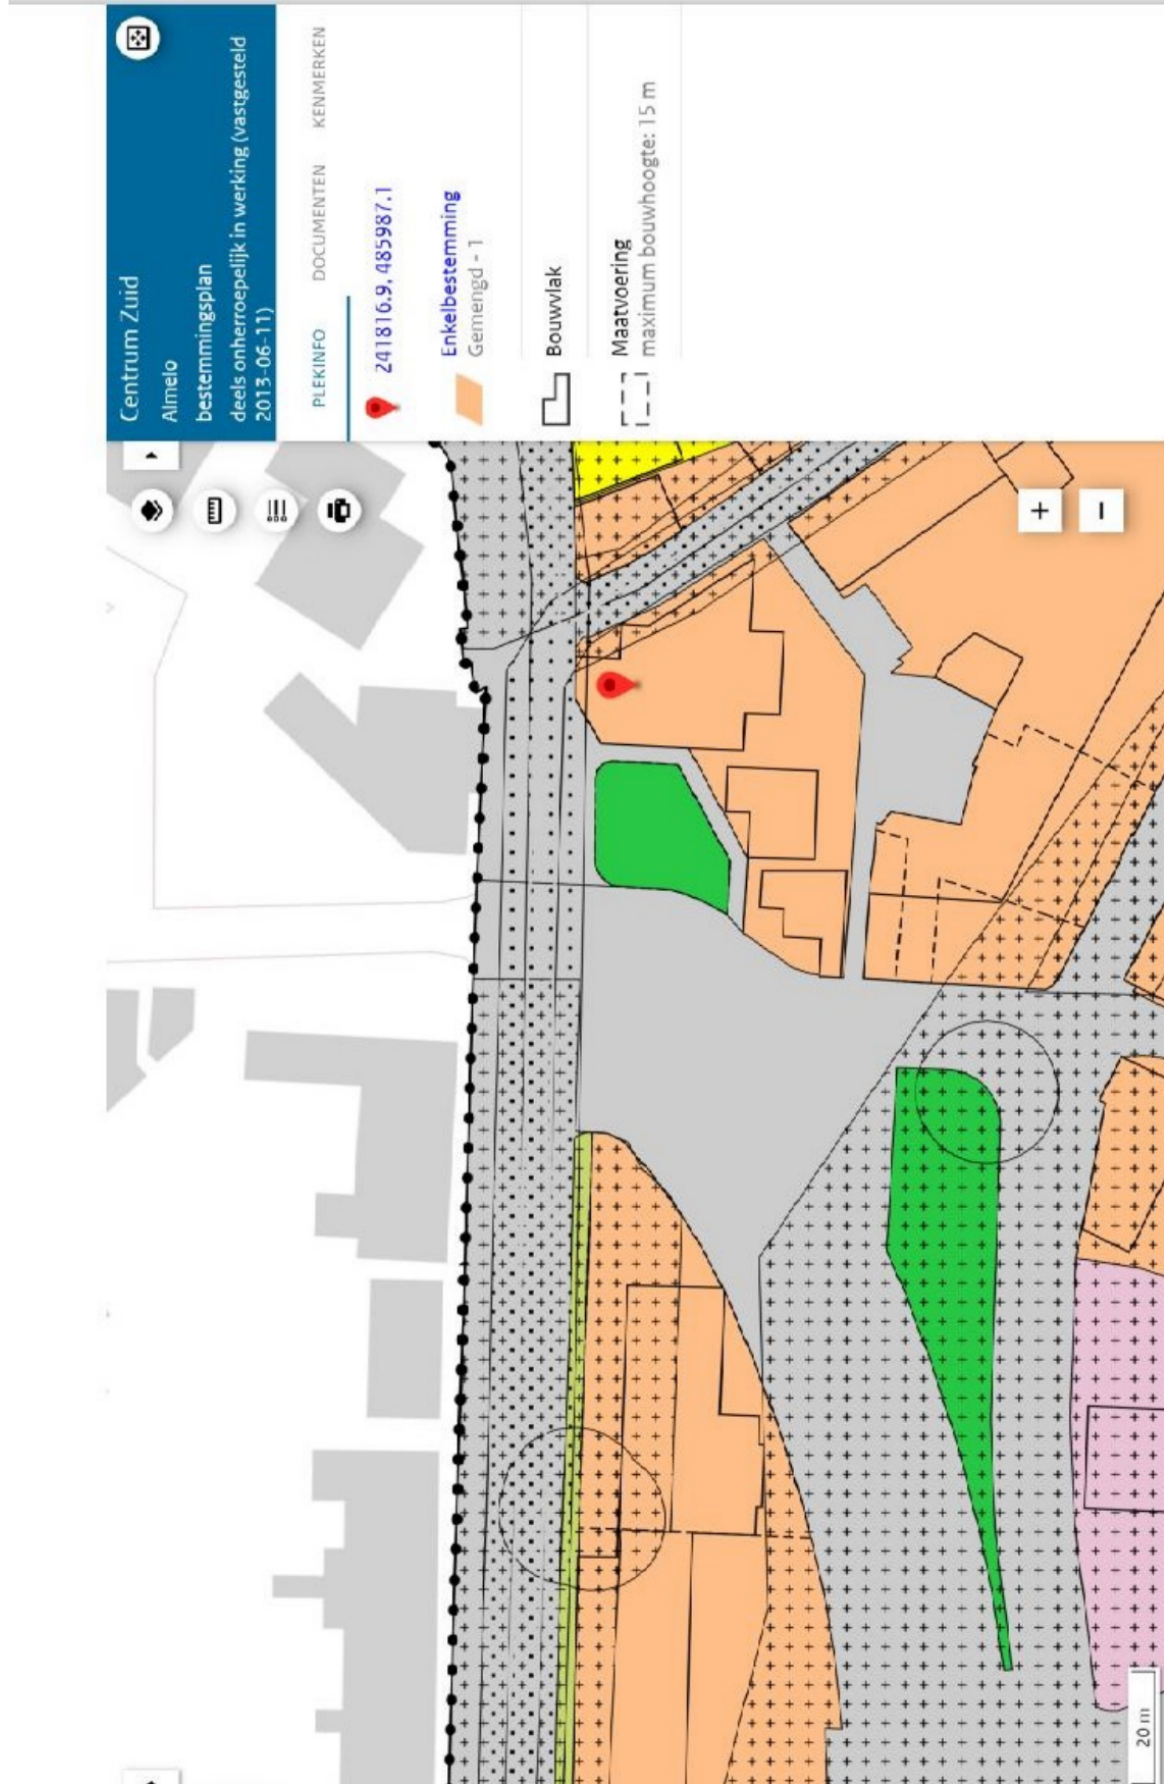 Centrum Zuid
Almelo
bestemmingsplan
deels onherroepelijk in werking (vastgesteld
2013-06-11)
PLEKINFO DOCUMENTEN KENMERKEN
241816.9, 485987.1
Enkelbestemming
Gemengd - 1
Bouwvlak
Maatvoering
maximum bouwhoogte: 15 m
+
−
20 m